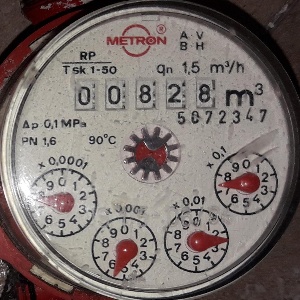 METRON ®
A V
B H
RP
TSk 1-50
qn 1,5 m³/h
00828 m³
5072347
Δp 0,1 MPa
PN 1,6
90°C
x 0,0001
x 0,001
x 0,01
x 0,1